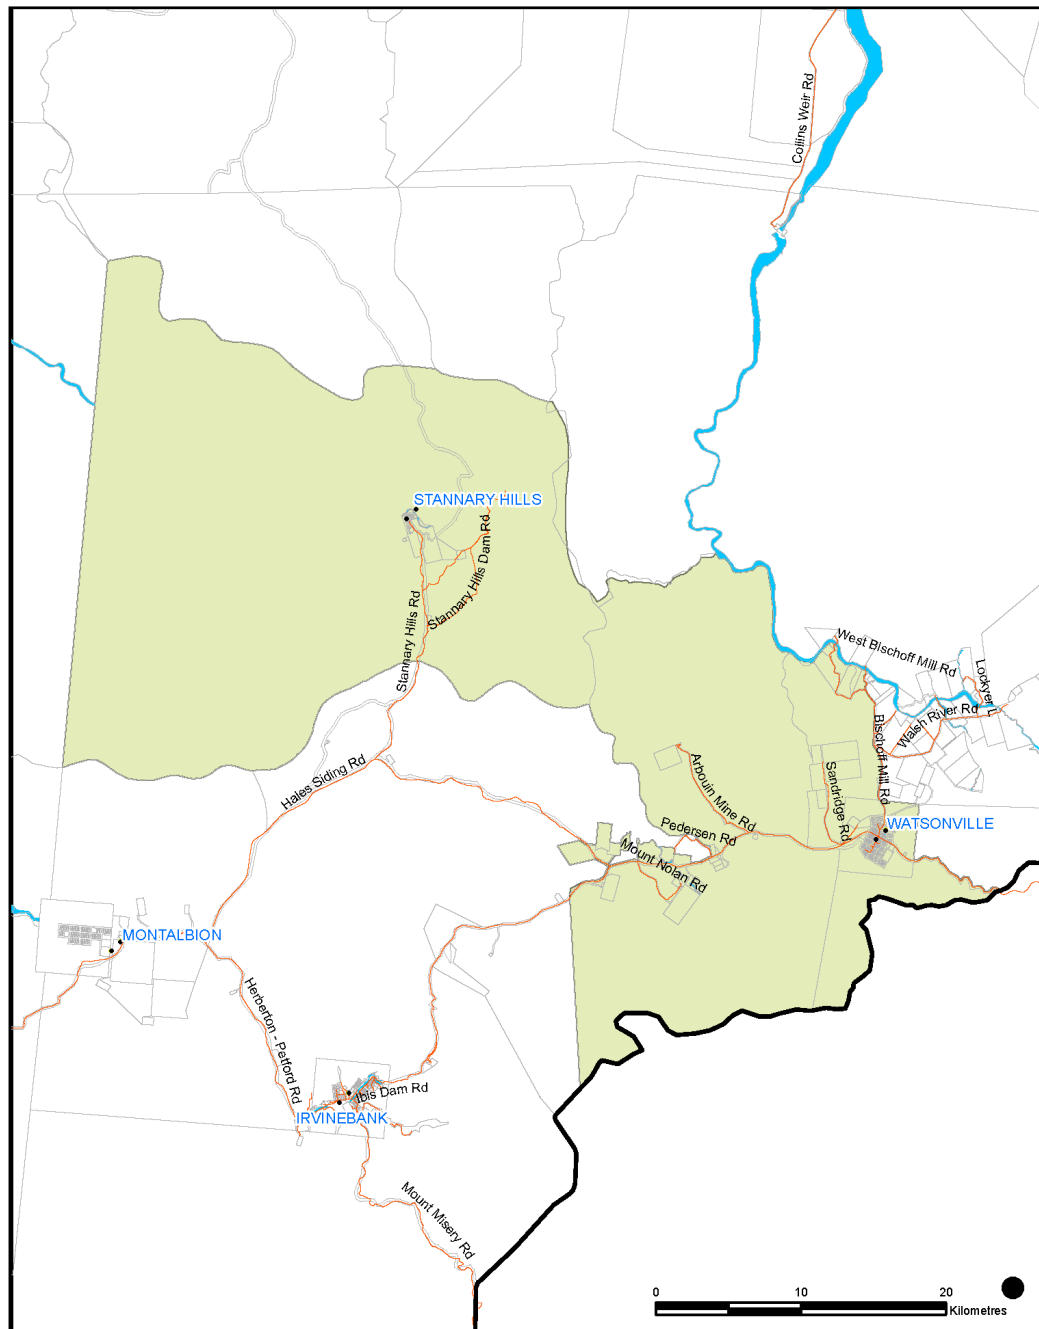 Collins Weir Rd
STANNARY HILLS
Stannary Hills Dam Rd
Stannary Hills Rd
West Bischoff Mill Rd
Lockyer L
Walsh River Rd
Bischoff Mill Rd
Hales Siding Rd
Arbouin Mine Rd
Sandridge Rd
Pedersen Rd
WATSONVILLE
Mount Nolan Rd
MONTALBION
Herberton - Petford Rd
Ibis Dam Rd
IRVINEBANK
Mount Misery Rd
0 10 20
Kilometres